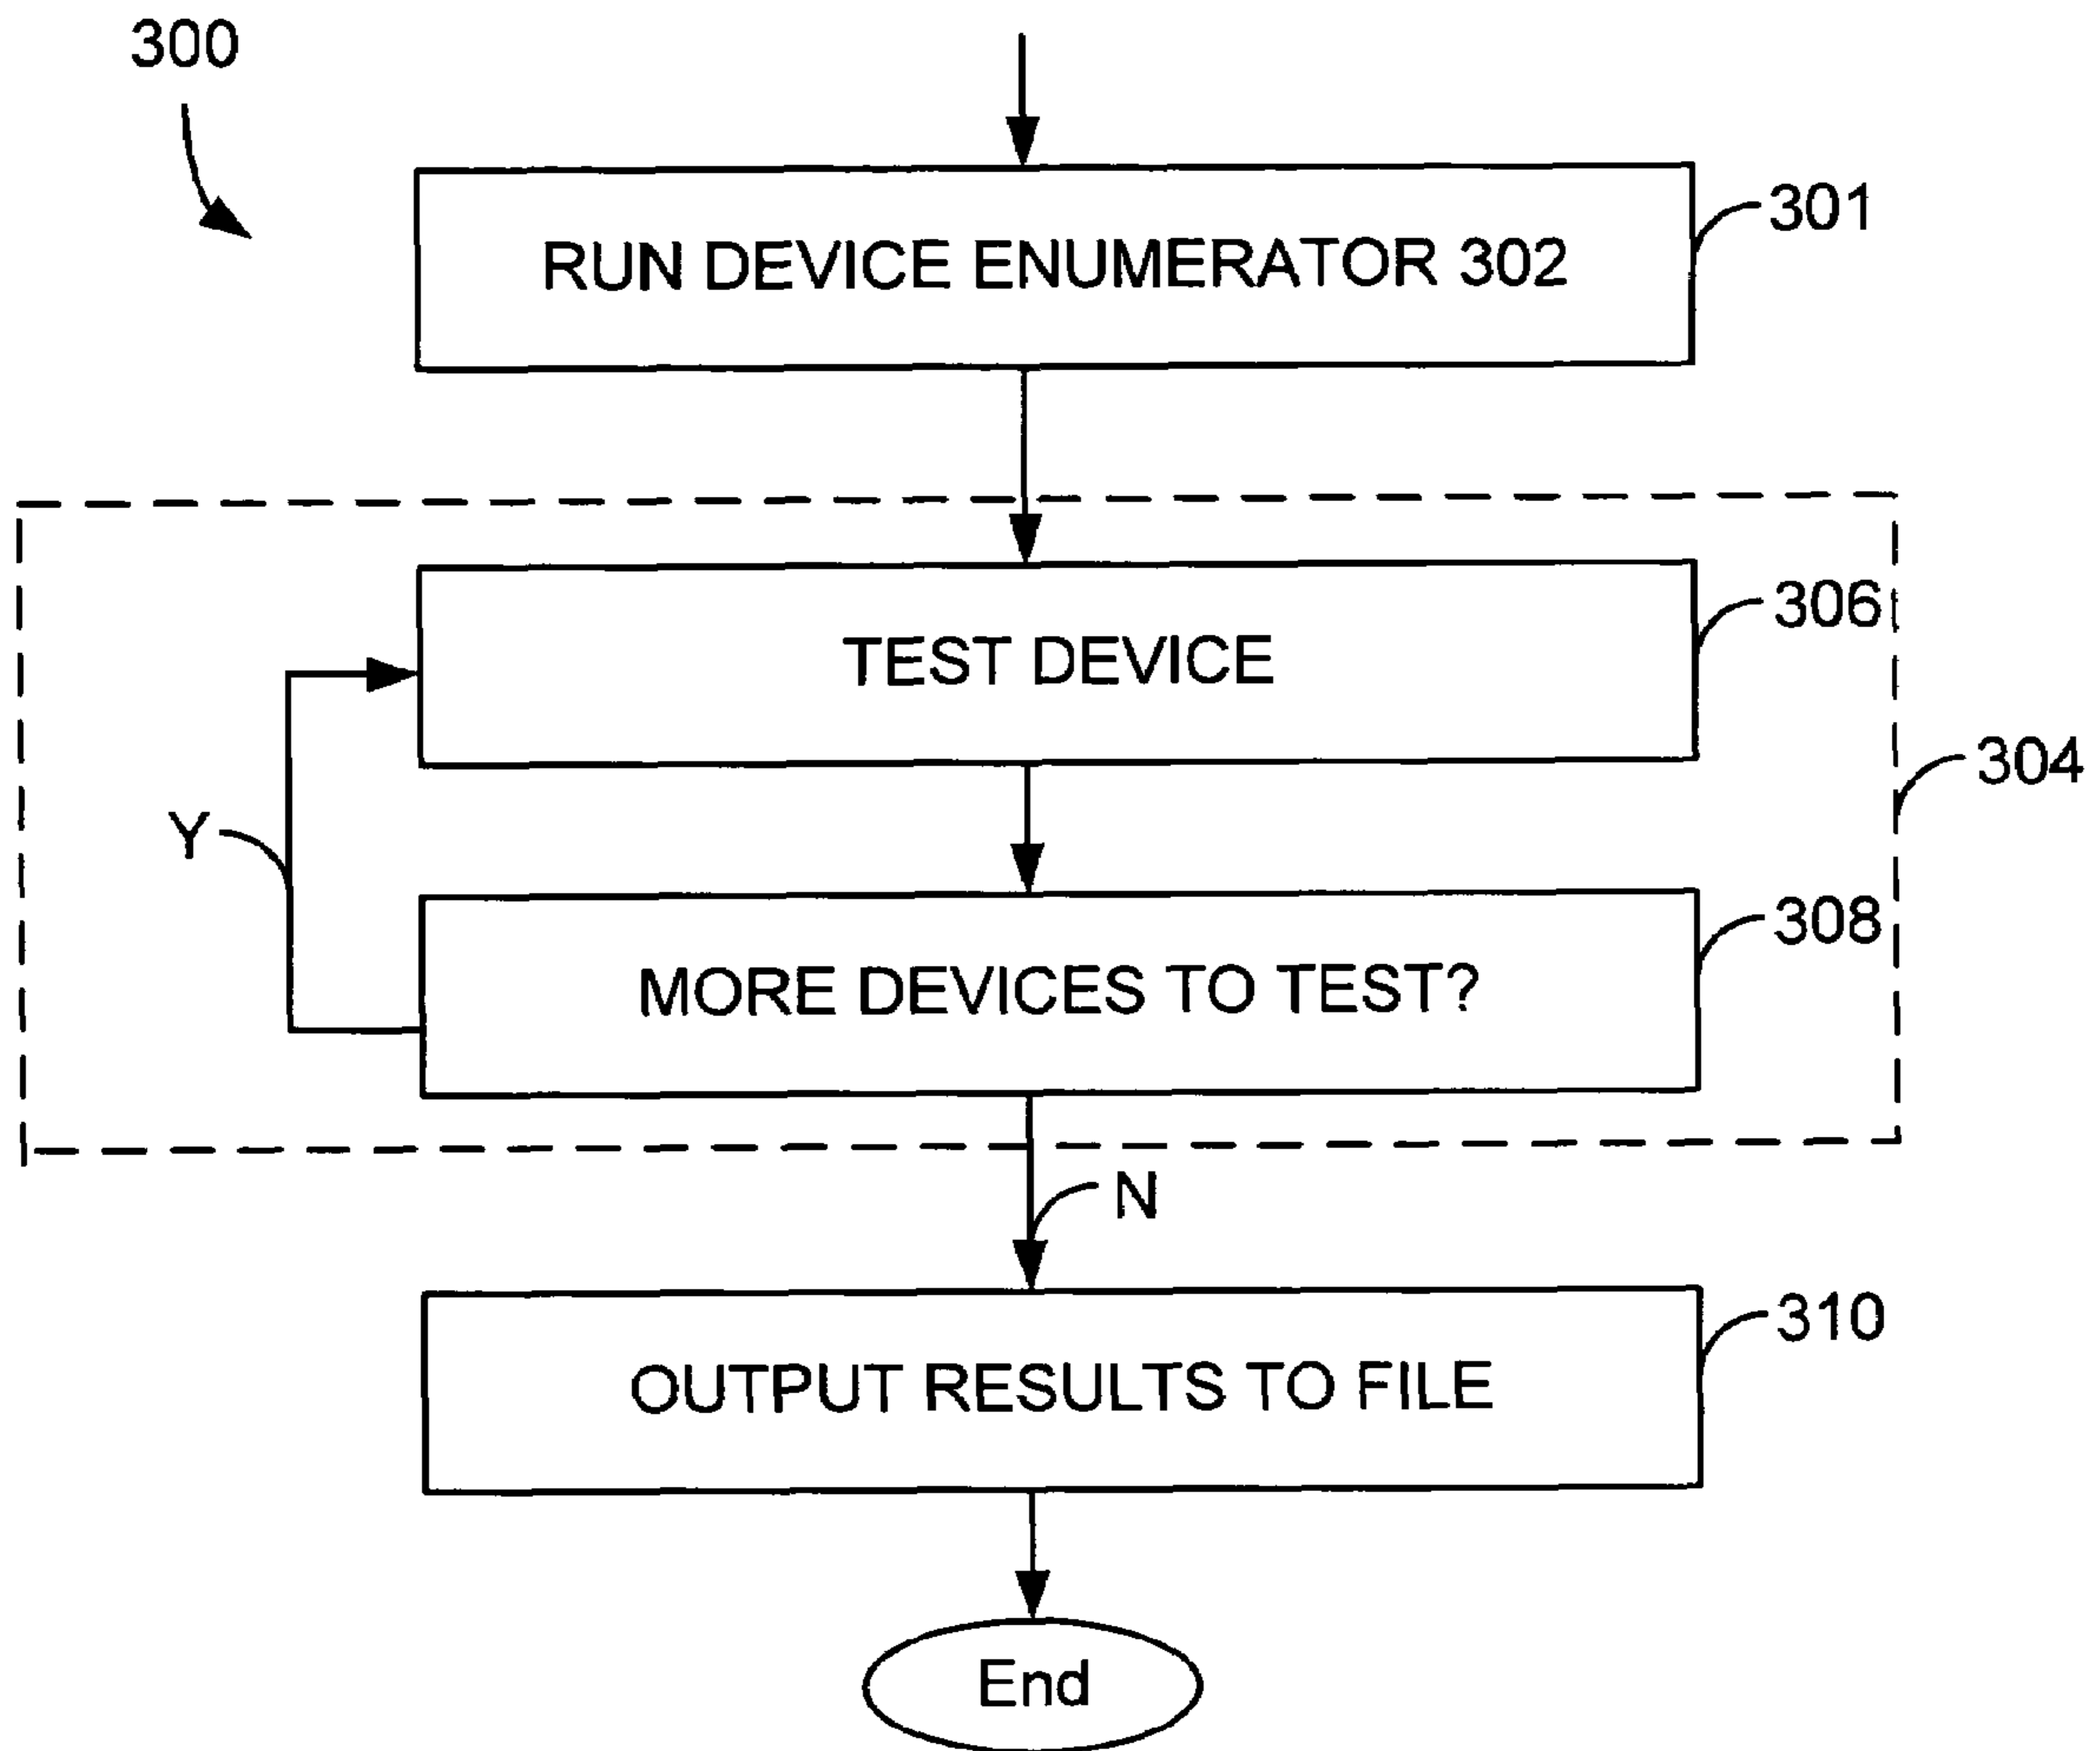 300
RUN DEVICE ENUMERATOR 302
301
TEST DEVICE
306
304
Y
MORE DEVICES TO TEST?
308
N
OUTPUT RESULTS TO FILE
310
End